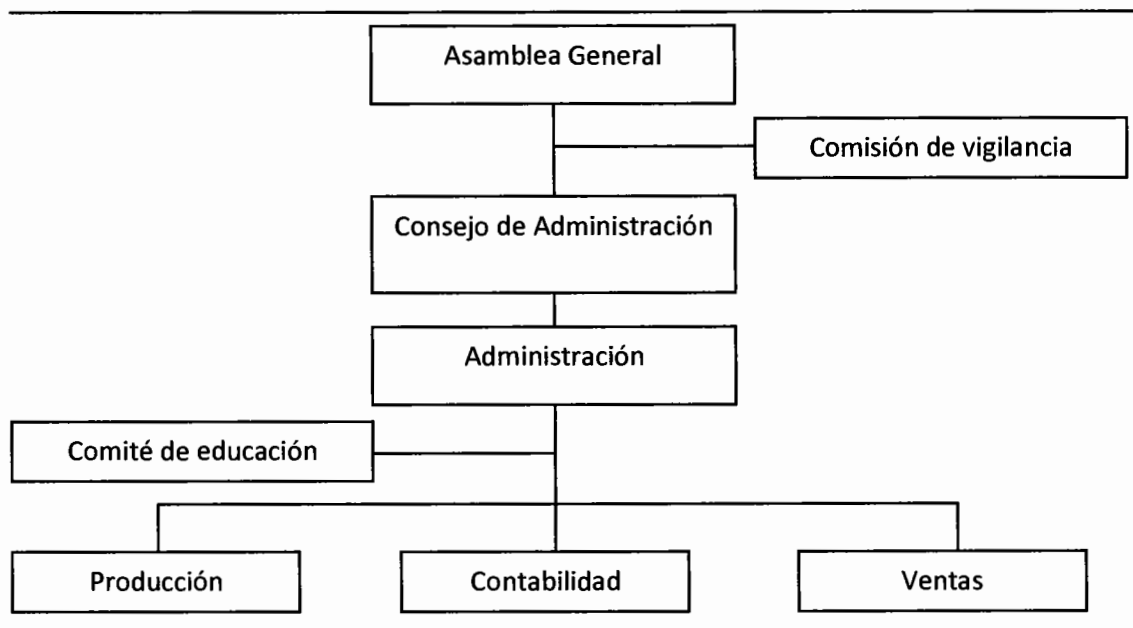 Asamblea General
Comisión de vigilancia
Consejo de Administración
Administración
Comité de educación
Producción
Contabilidad
Ventas